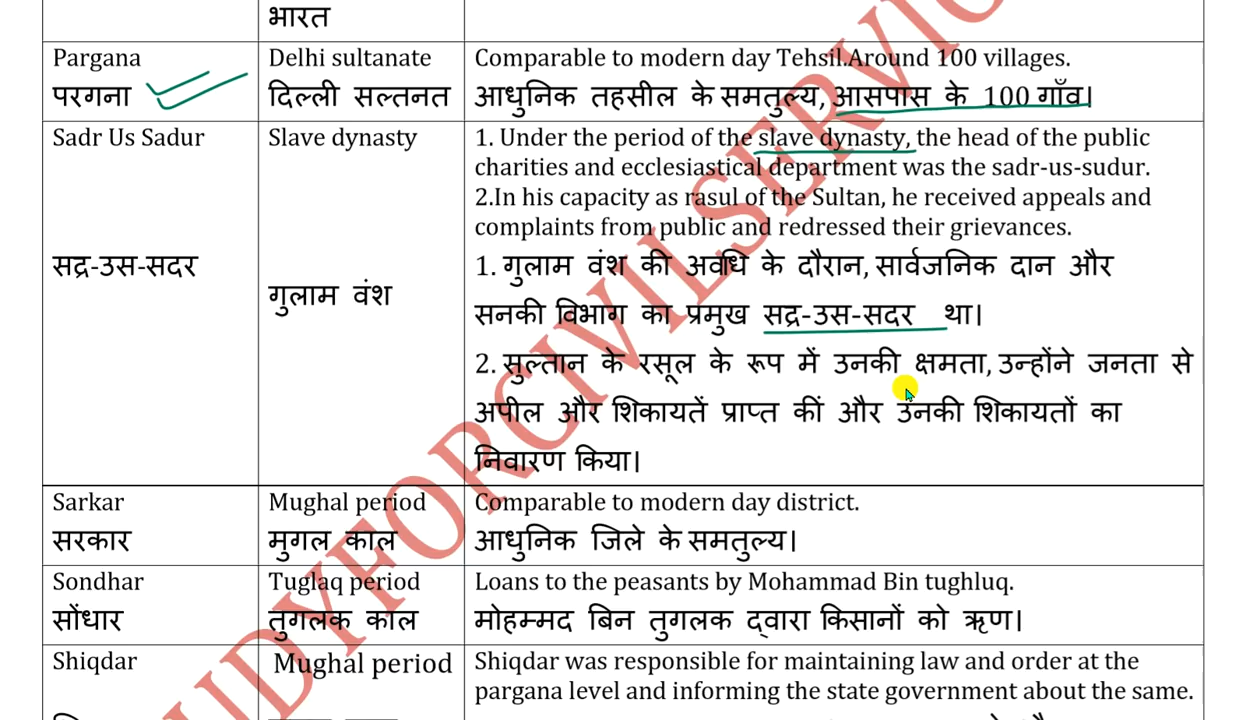 भारत
Pargana
परगना
Delhi sultanate
दिल्ली सल्तनत
Comparable to modern day Tehsil.Around 100 villages.
आधुनिक तहसील के समतुल्य, आसपास के 100 गाँव।
Sadr Us Sadur
सद्र-उस-सदर
Slave dynasty
गुलाम वंश
1. Under the period of the slave dynasty, the head of the public
charities and ecclesiastical department was the sadr-us-sudur.
2.In his capacity as rasul of the Sultan, he received appeals and
complaints from public and redressed their grievances.
1. गुलाम वंश की अवधि के दौरान, सार्वजनिक दान और
सनकी विभाग का प्रमुख सद्र-उस-सदर था।
2. सुल्तान के रसूल के रूप में उनकी क्षमता, उन्होंने जनता से
अपील और शिकायतें प्राप्त कीं और उनकी शिकायतों का
निवारण किया।
Sarkar
सरकार
Mughal period
मुगल काल
Comparable to modern day district.
आधुनिक जिले के समतुल्य।
Sondhar
सोंधार
Tuglaq period
तुगलक काल
Loans to the peasants by Mohammad Bin tughluq.
मोहम्मद बिन तुगलक द्वारा किसानों को ऋण।
Shiqdar
Mughal period
Shiqdar was responsible for maintaining law and order at the
pargana level and informing the state government about the same.
UDYFORCIVILSERVIC